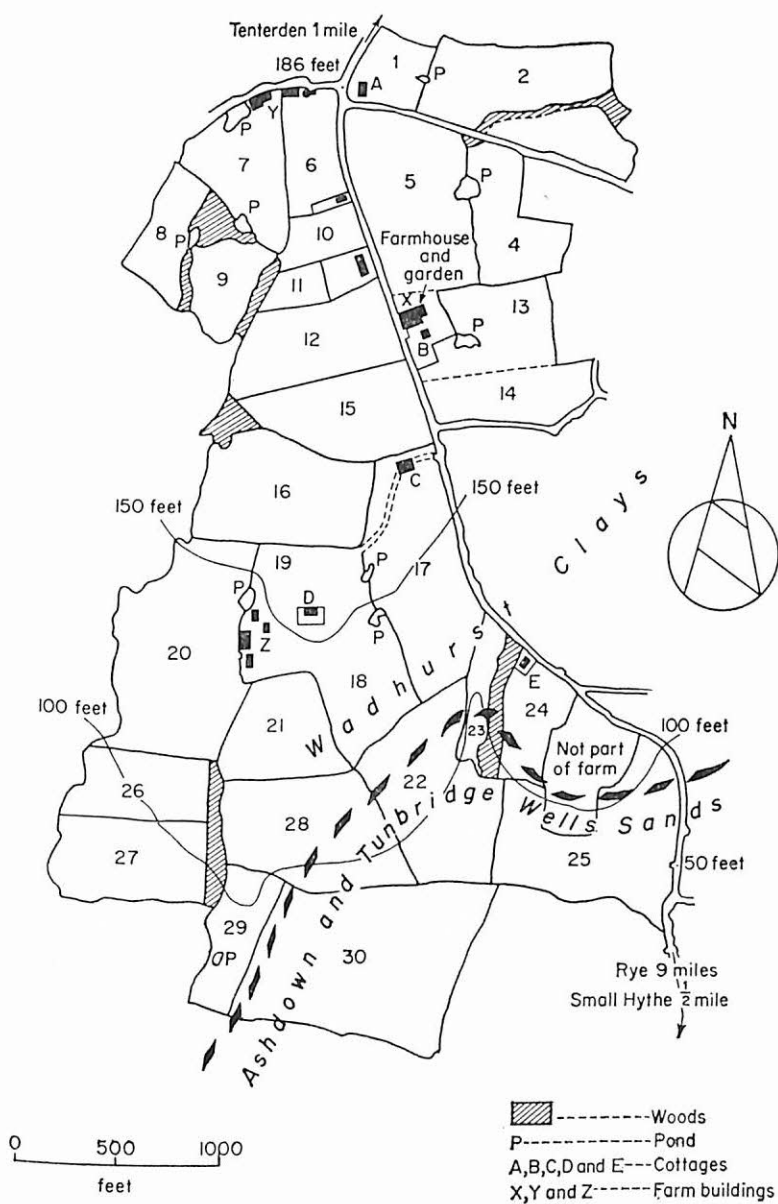 Tenterden 1 mile
186 feet
1
P
2
A
Y
P
7
6
5
P
8
P
P
9
10
4
Farmhouse
and
garden
11
X
13
B
P
12
14
15
N
C
16
150 feet
150 feet
Clays
19
17
P
P
D
P
Z
20
18
Wadhurst
E
21
24
100 feet
23
100 feet
Not part
of farm
26
22
28
Wells Sands
Ashdown and Tunbridge
27
25
50 feet
29
P
30
Rye 9 miles
Small Hythe ½ mile
Woods
P Pond
A,B,C,D and E Cottages
X,Y and Z Farm buildings
0 500 1000
feet